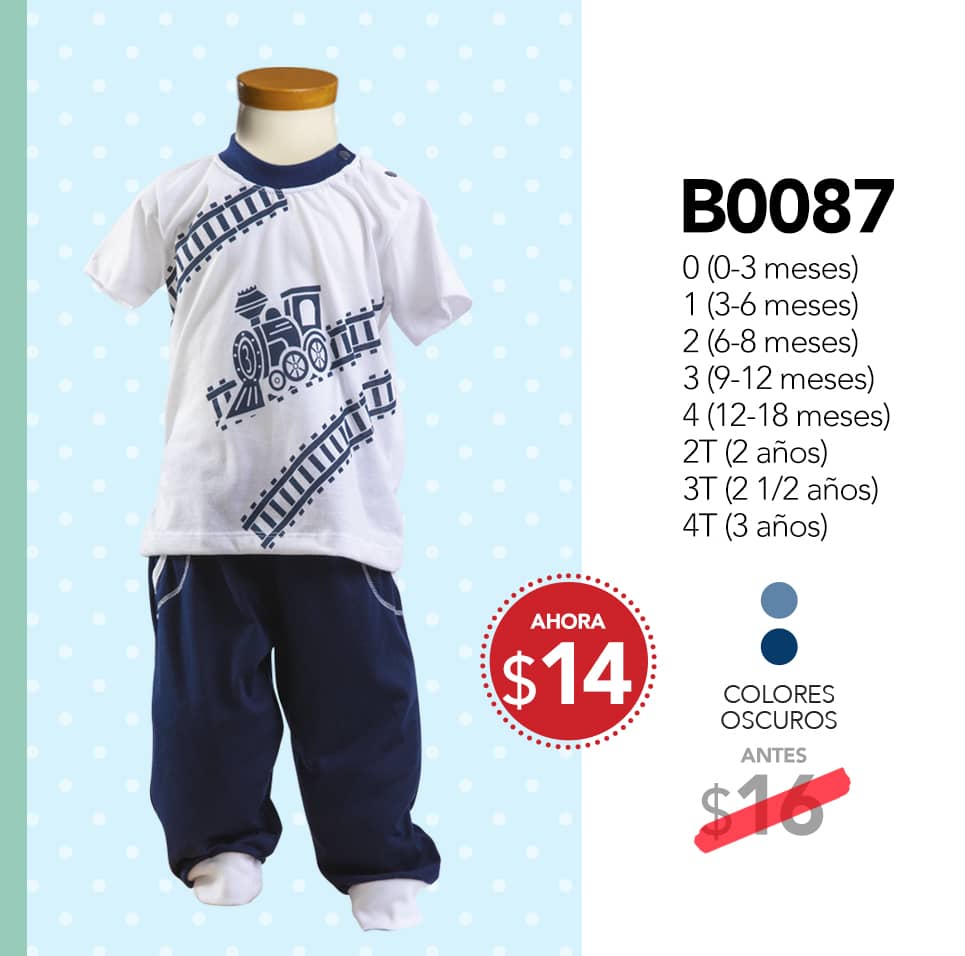 B0087
0 (0-3 meses)
1 (3-6 meses)
2 (6-8 meses)
3 (9-12 meses)
4 (12-18 meses)
2T (2 años)
3T (2 1/2 años)
4T (3 años)
AHORA
$14
COLORES
OSCUROS
ANTES
$16
3